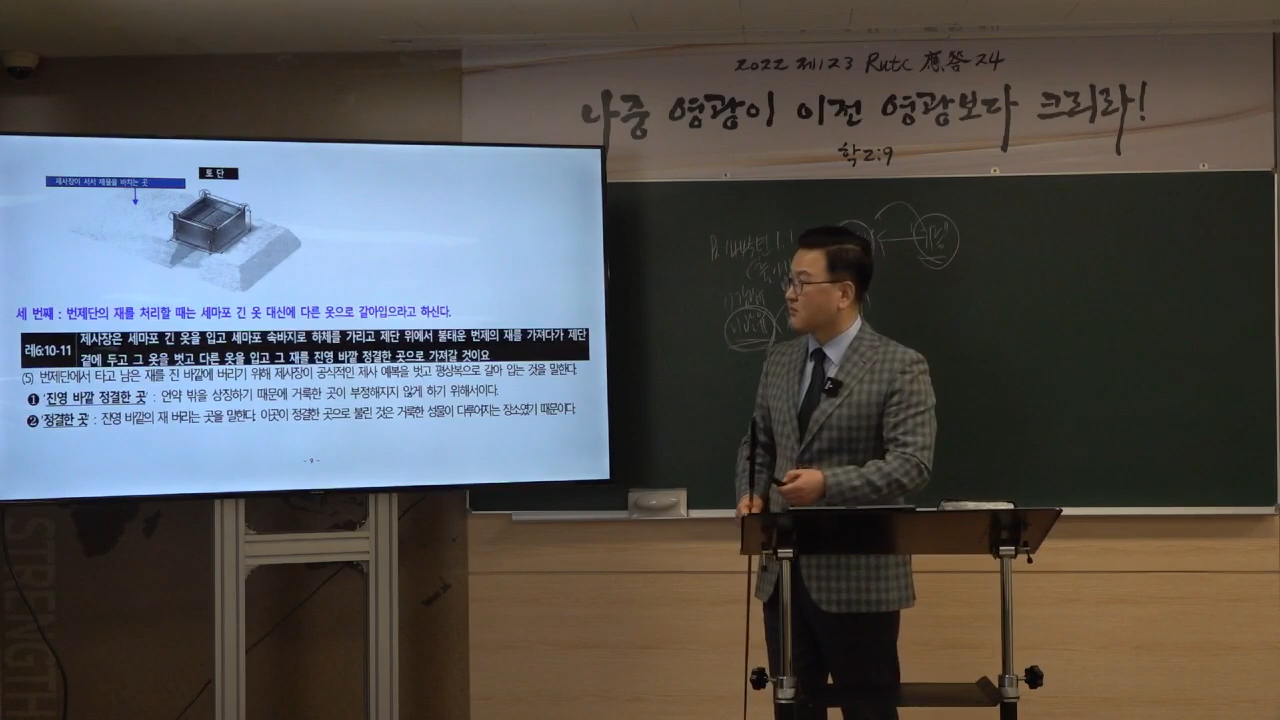 2022 제123 Rutc 應答 24
나중 영광이 이전 영광보다 크리라!
학2:9
토 단
제사장이 서서 제물을 바치는 곳
세 번째 : 번제단의 재를 처리할 때는 세마포 긴 옷 대신에 다른 옷으로 갈아입으라고 하신다.
레6:10-11
제사장은 세마포 긴 옷을 입고 세마포 속바지로 하체를 가리고 제단 위에서 불태운 번제의 재를 가져다가 제단
곁에 두고 그 옷을 벗고 다른 옷을 입고 그 재를 진영 바깥 정결한 곳으로 가져갈 것이요
(5) 번제단에서 타고 남은 재를 진 바깥에 버리기 위해 제사장이 공식적인 제사 예복을 벗고 평상복으로 갈아 입는 것을 말한다.
❶ '진영 바깥 정결한 곳' : 언약 밖을 상징하기 때문에 거룩한 곳이 부정해지지 않게 하기 위해서이다.
❷ '정결한 곳' : 진영 바깥의 재 버리는 곳을 말한다. 이곳이 정결한 곳으로 불린 것은 거룩한 성물이 다루어지는 장소였기 때문이다.
- 9 -
STRENGTH